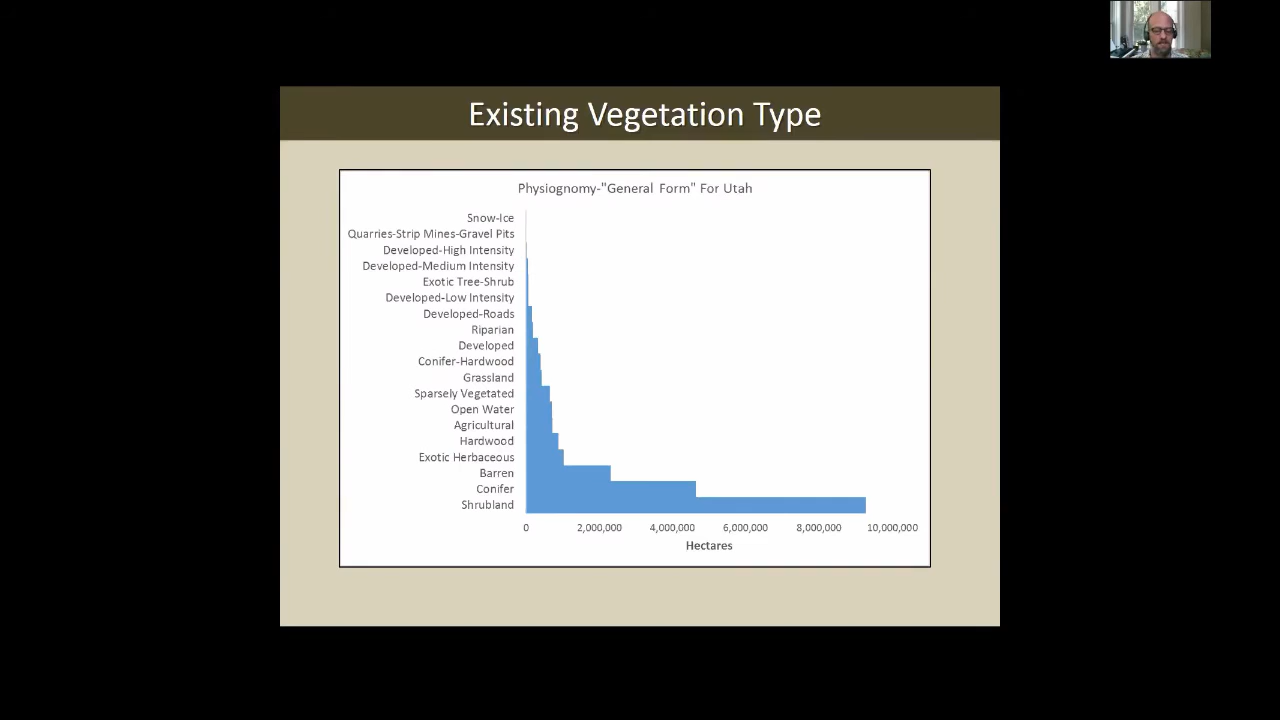 Existing Vegetation Type
Physiognomy-"General Form" For Utah
Snow-Ice
Quarries-Strip Mines-Gravel Pits
Developed-High Intensity
Developed-Medium Intensity
Exotic Tree-Shrub
Developed-Low Intensity
Developed-Roads
Riparian
Developed
Conifer-Hardwood
Grassland
Sparsely Vegetated
Open Water
Agricultural
Hardwood
Exotic Herbaceous
Barren
Conifer
Shrubland
0 2,000,000 4,000,000 6,000,000 8,000,000 10,000,000
Hectares